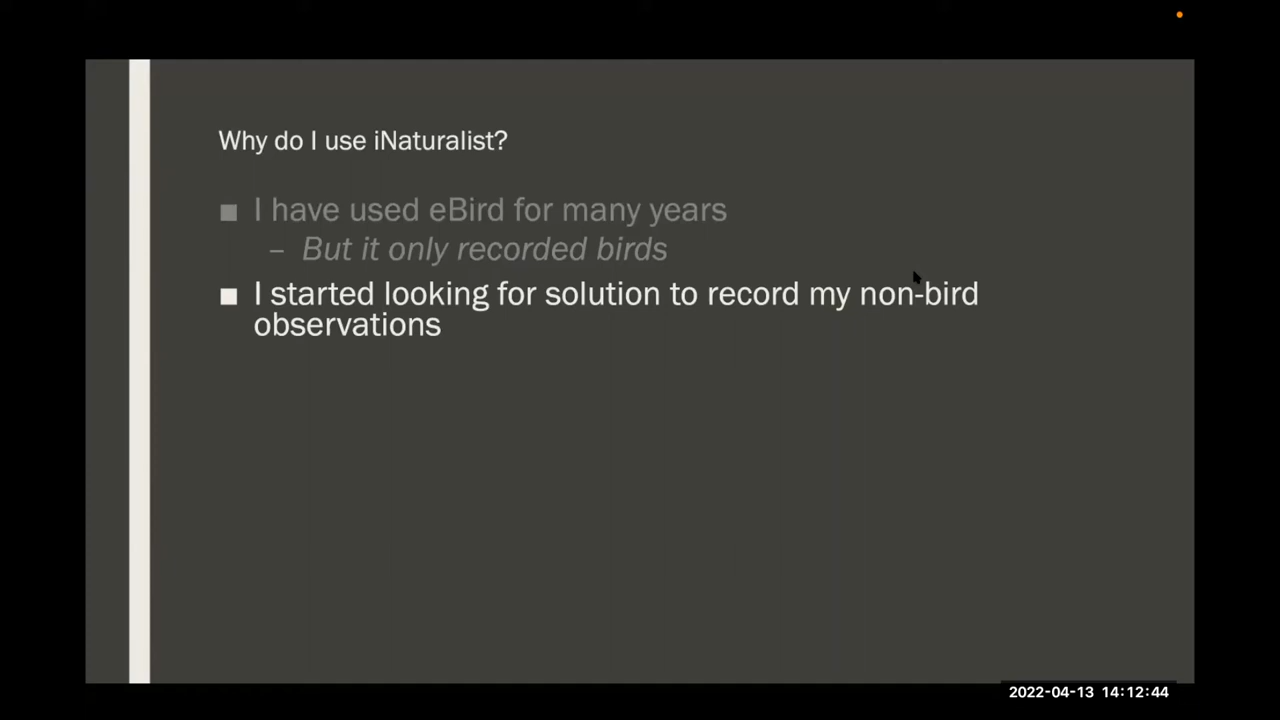 Why do I use iNaturalist?
■ I have used eBird for many years
– But it only recorded birds
■ I started looking for solution to record my non-bird
observations
2022-04-13 14:12:44